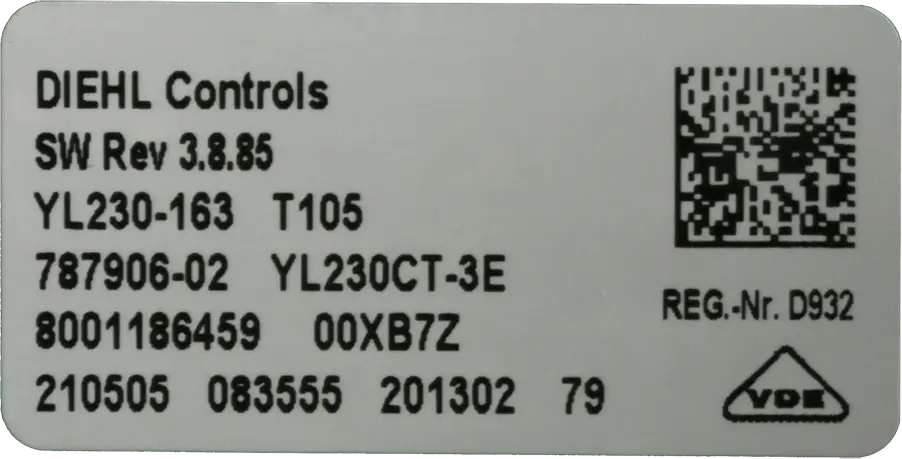 DIEHL Controls
SW Rev 3.8.85
YL230-163 T105
787906-02 YL230CT-3E
8001186459 00XB7Z
210505 083555 201302 79
REG.-Nr. D932
VDE